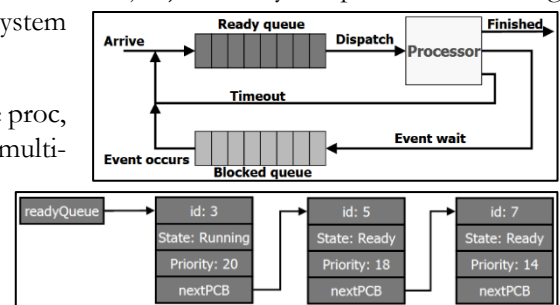 ystem
proc,
multi-
Ready queue
Finished
Arrive
Dispatch
Processor
Timeout
Event wait
Event occurs
Blocked queue
readyQueue
id: 3
id: 5
id: 7
State: Running
State: Ready
State: Ready
Priority: 20
Priority: 18
Priority: 14
nextPCB
nextPCB
nextPCB